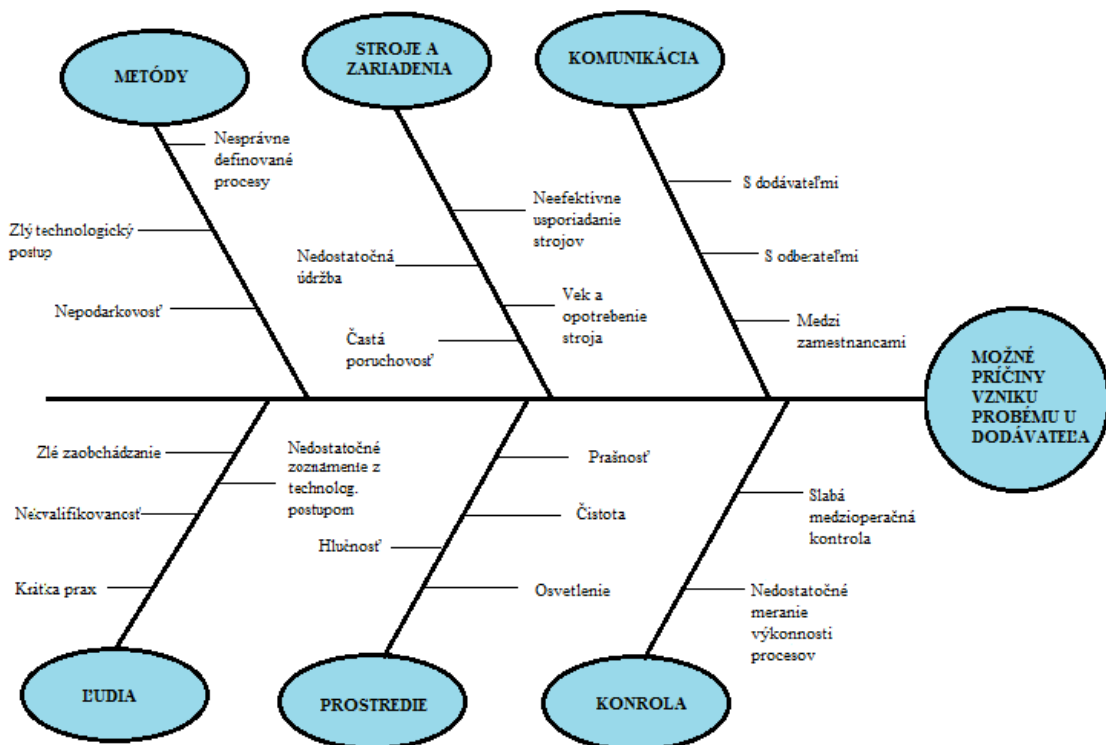 METÓDY
STROJE A
ZARIADENIA
KOMUNIKÁCIA
Nesprávne
definované
procesy
Zlý technologický
postup
Nepodarkovosť
Neefektívne
usporiadanie
strojov
Nedostatočná
údržba
Vek a
opotrebenie
stroja
Častá
poruchovosť
S dodávateľmi
S odberateľmi
Medzi
zamestnancami
MOŽNÉ
PRÍČINY
VZNIKU
PROBÉMU U
DODÁVATEĽA
Zlé zaobchádzanie
Nedostatočné
zoznámenie z
technolog.
postupom
Nekvalifikovanosť
Krátka prax
Prašnosť
Čistota
Hlučnosť
Osvetlenie
Slabá
medzioperačná
kontrola
Nedostatočné
meranie
výkonnosti
procesov
ĽUDIA
PROSTREDIE
KONROLA